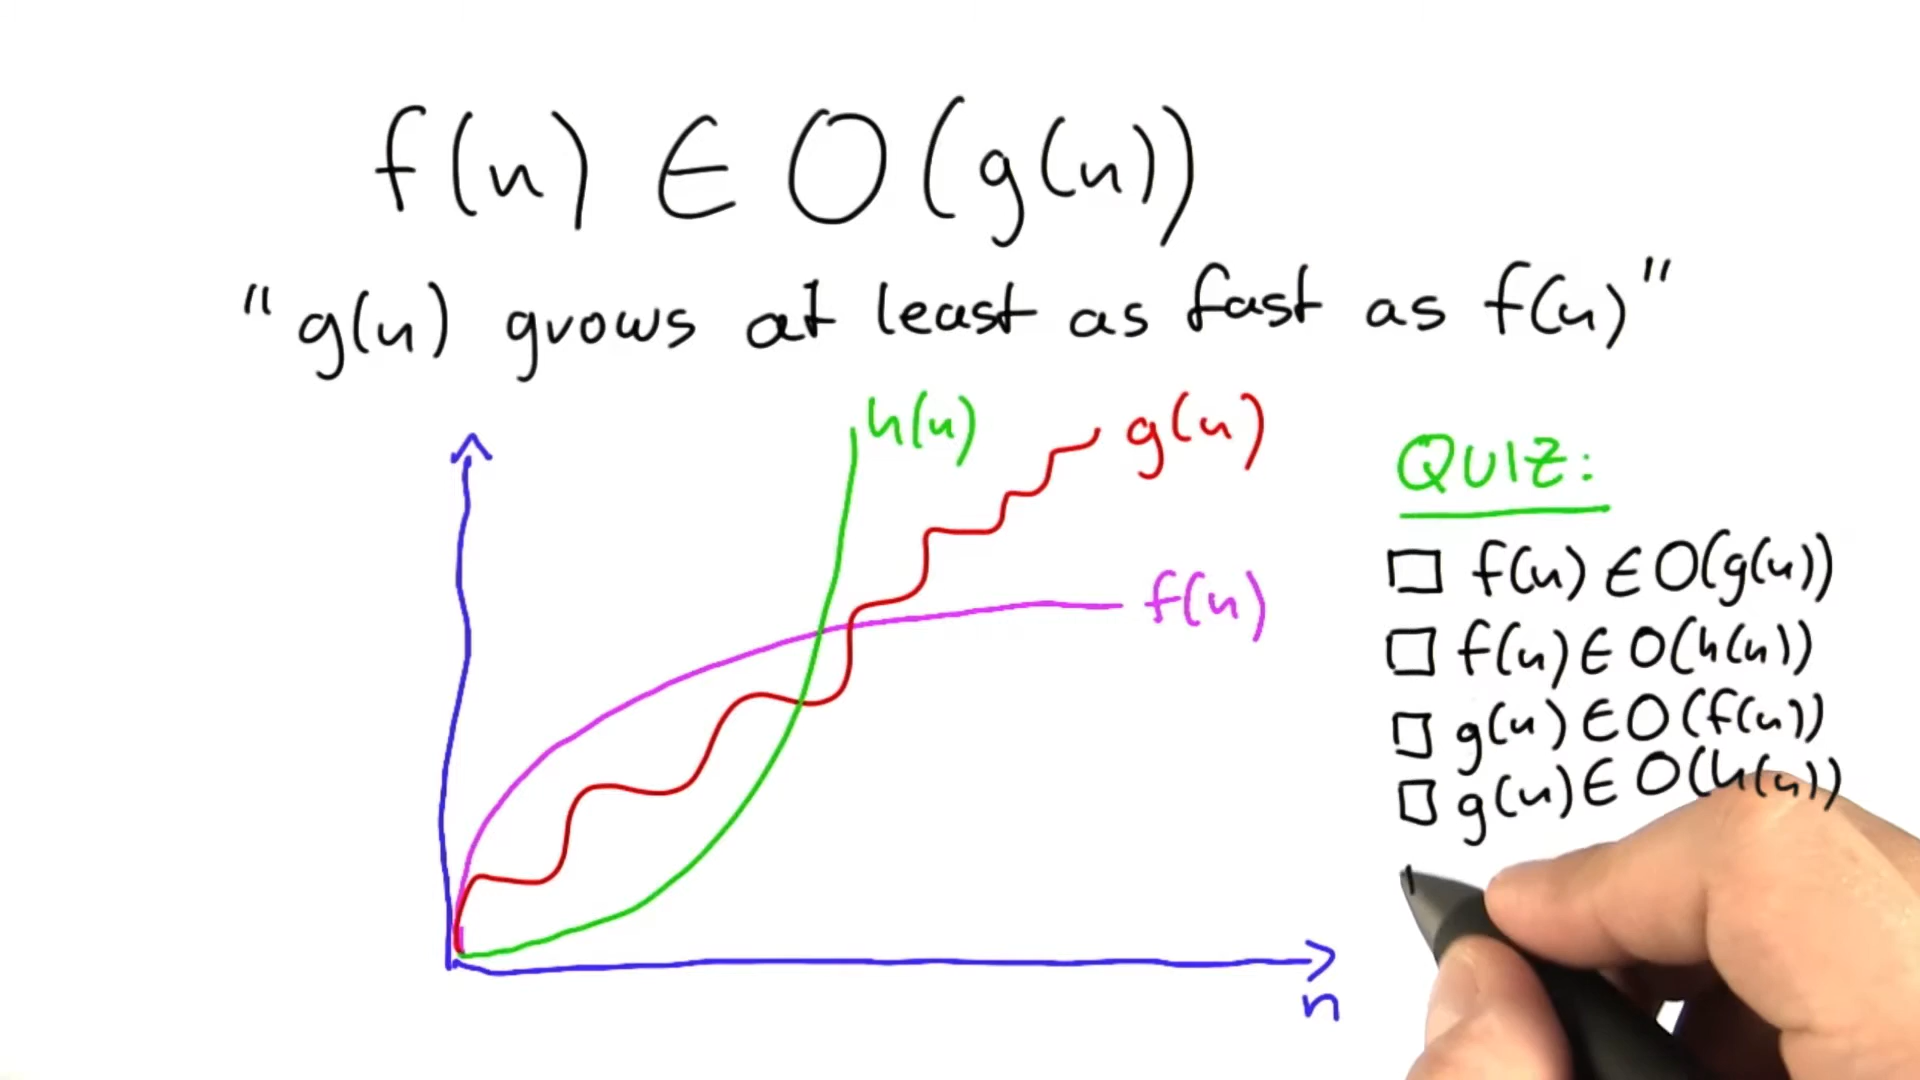 f(n) ∈ O(g(n))
"g(n) grows at least as fast as f(n)"
h(n)
g(n)
f(n)
n
QUIZ:
☐ f(n) ∈ O(g(n))
☐ f(n) ∈ O(h(n))
☐ g(n) ∈ O(f(n))
☐ g(n) ∈ O(h(n))